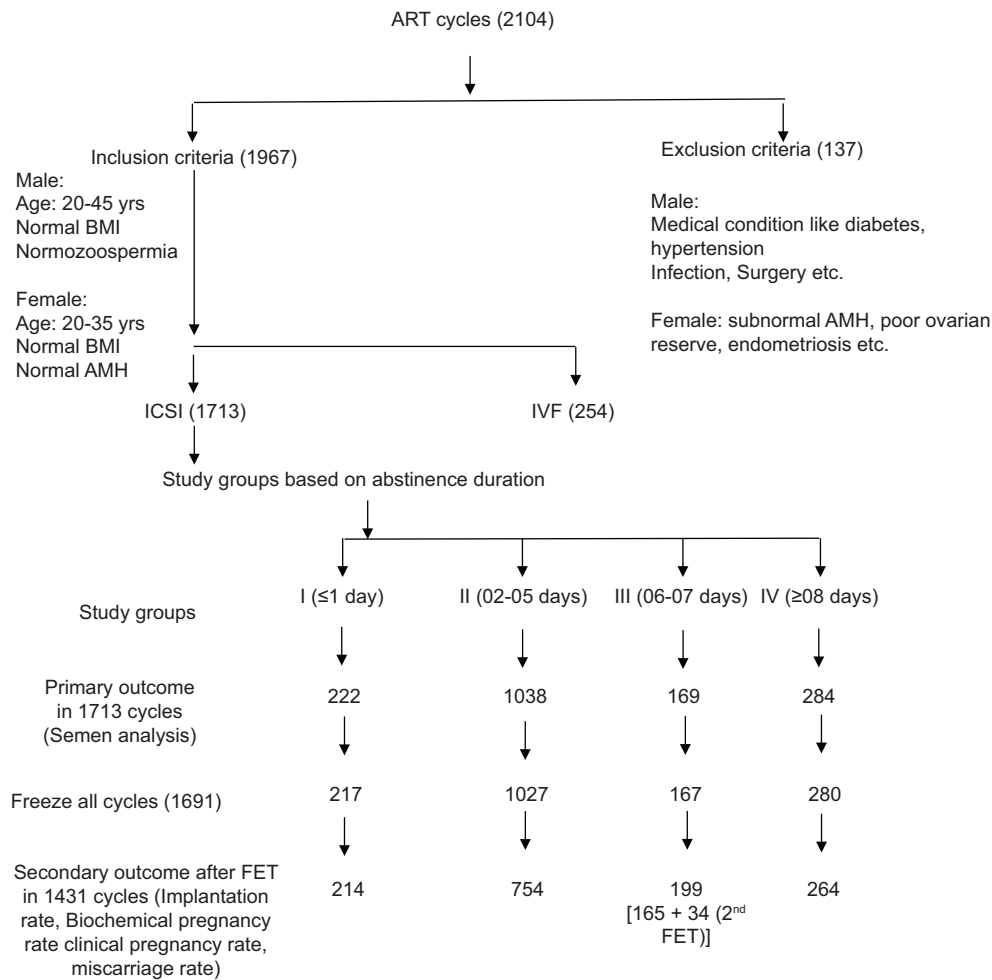 ART cycles (2104)
Inclusion criteria (1967)
Male:
Age: 20-45 yrs
Normal BMI
Normozoospermia
Female:
Age: 20-35 yrs
Normal BMI
Normal AMH
Exclusion criteria (137)
Male:
Medical condition like diabetes,
hypertension
Infection, Surgery etc.
Female: subnormal AMH, poor ovarian
reserve, endometriosis etc.
ICSI (1713)
IVF (254)
Study groups based on abstinence duration
Study groups
I (≤1 day)
II (02-05 days)
III (06-07 days)
IV (≥08 days)
Primary outcome
in 1713 cycles
(Semen analysis)
222
1038
169
284
Freeze all cycles (1691)
217
1027
167
280
Secondary outcome after FET
in 1431 cycles (Implantation
rate, Biochemical pregnancy
rate clinical pregnancy rate,
miscarriage rate)
214
754
199
[165 + 34 (2nd
FET)]
264